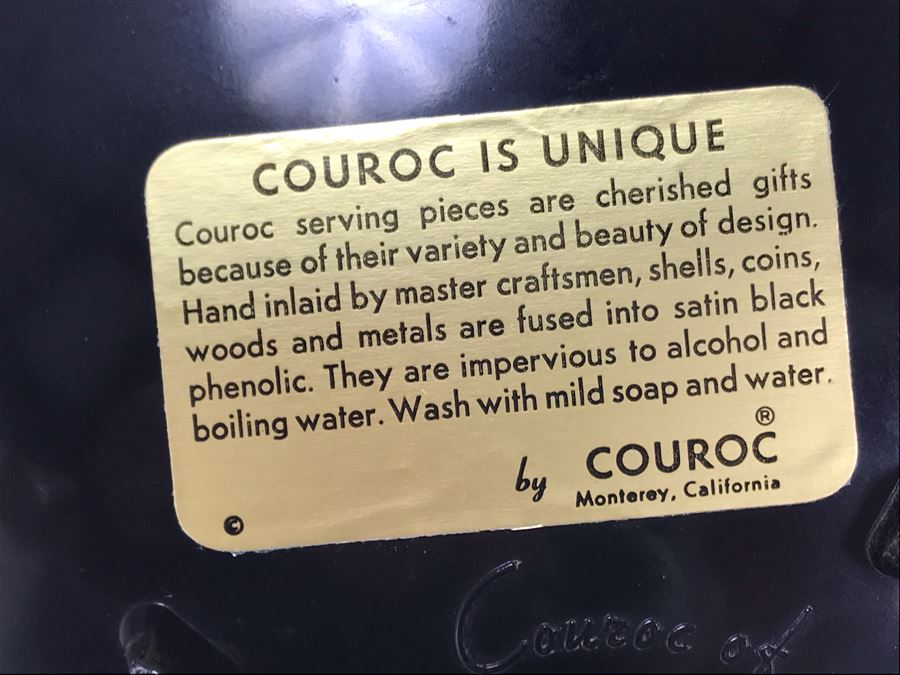 COUROC IS UNIQUE
Couroc serving pieces are cherished gifts
because of their variety and beauty of design.
Hand inlaid by master craftsmen, shells, coins,
woods and metals are fused into satin black
phenolic. They are impervious to alcohol and
boiling water. Wash with mild soap and water.
by COUROC®
Monterey, California
©
Couroc of